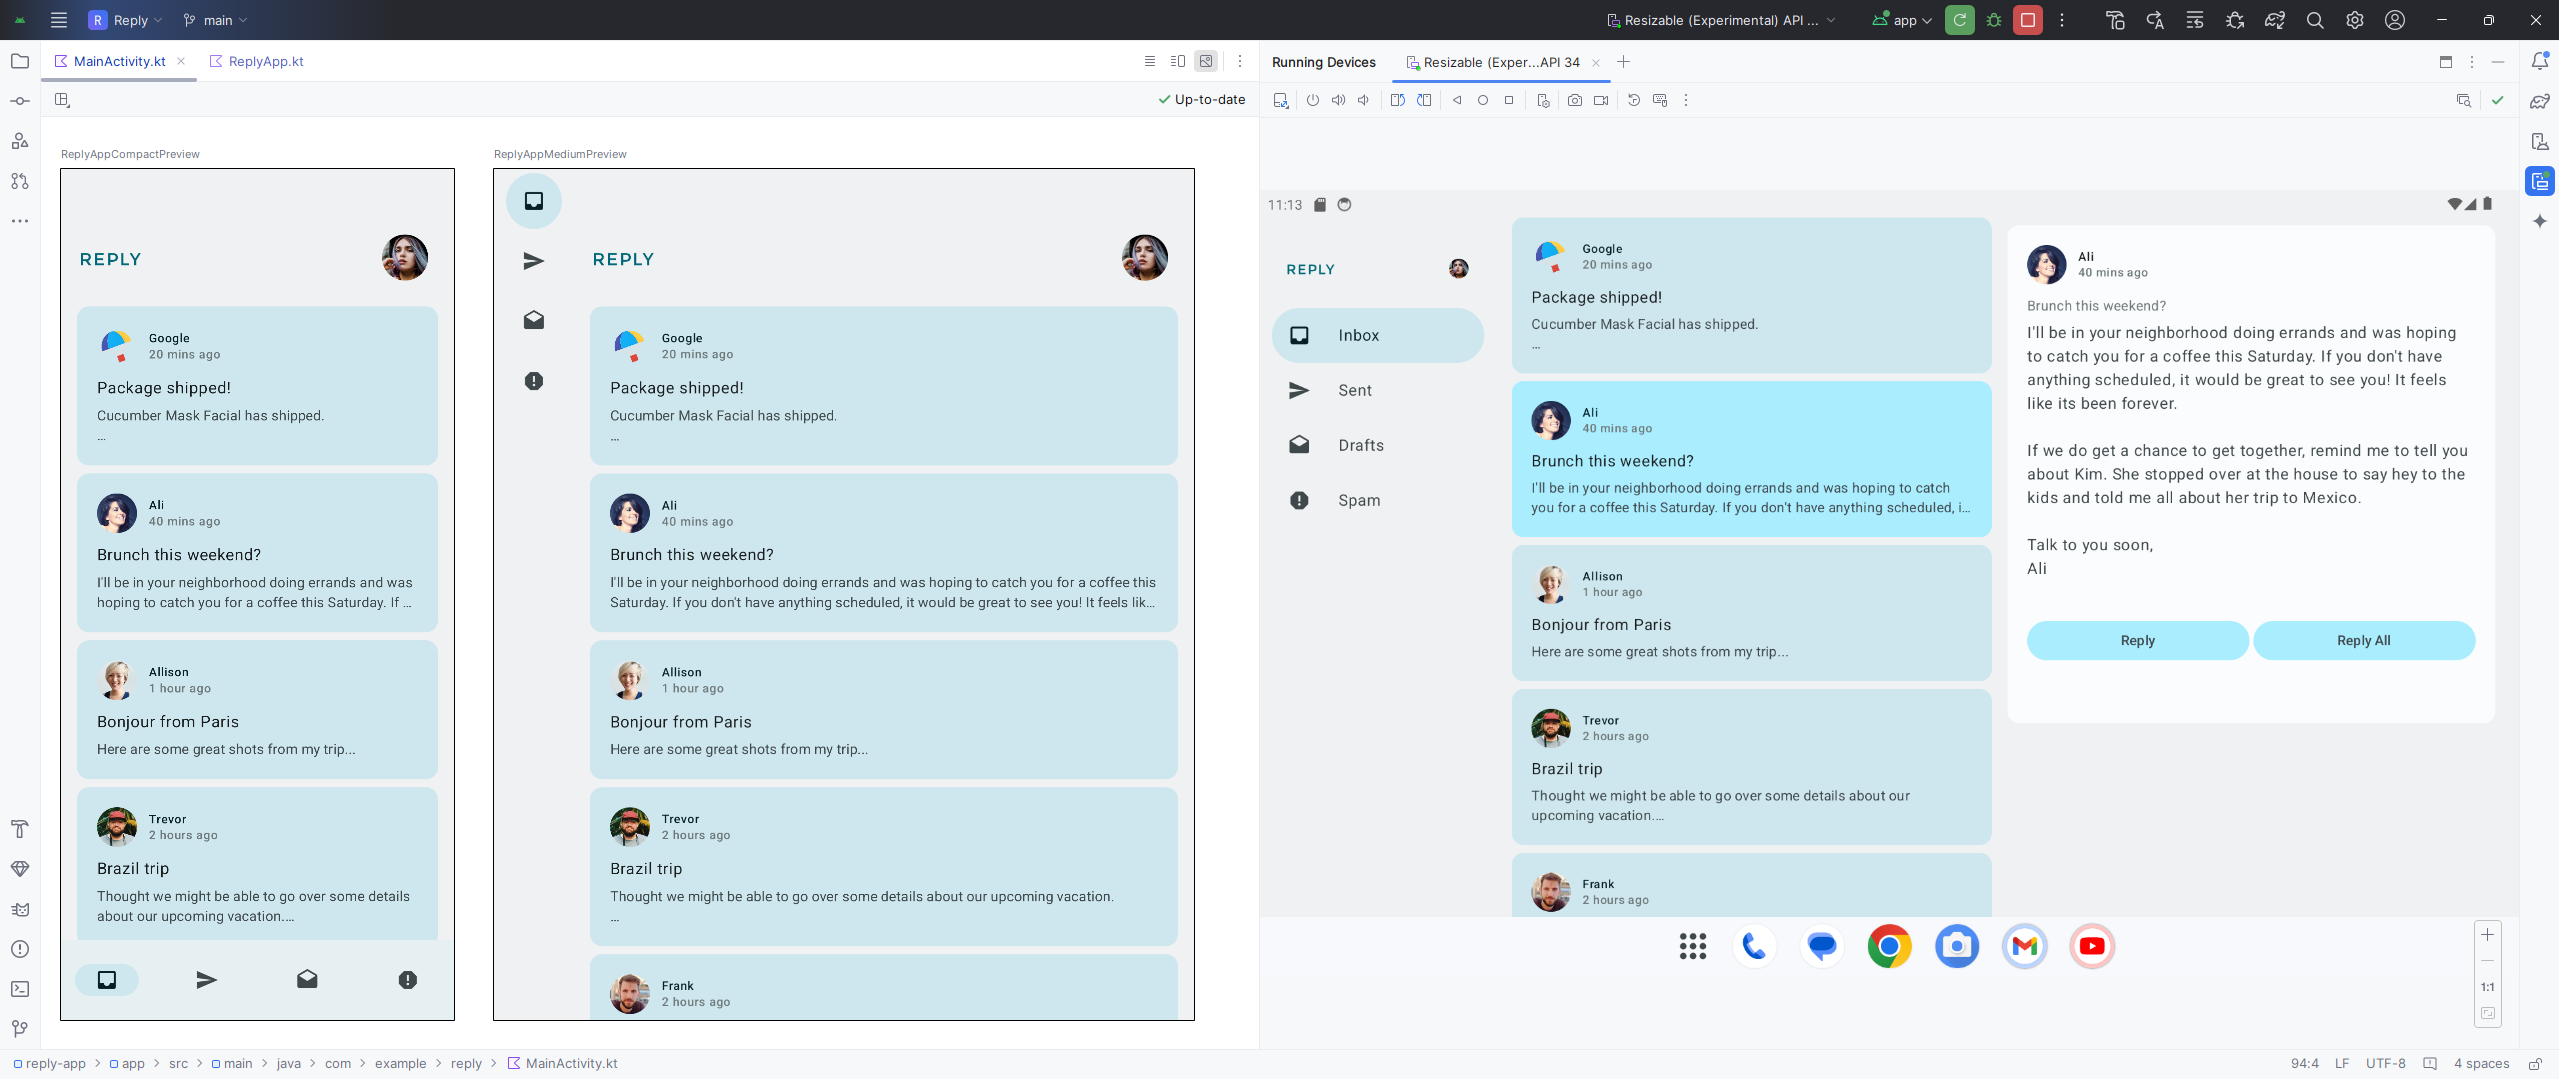 R Reply main
Resizable (Experimental) API ... app
MainActivity.kt ReplyApp.kt
Up-to-date
ReplyAppCompactPreview
REPLY
Google
20 mins ago
Package shipped!
Cucumber Mask Facial has shipped.
...
Ali
40 mins ago
Brunch this weekend?
I'll be in your neighborhood doing errands and was
hoping to catch you for a coffee this Saturday. If ...
Allison
1 hour ago
Bonjour from Paris
Here are some great shots from my trip...
Trevor
2 hours ago
Brazil trip
Thought we might be able to go over some details
about our upcoming vacation....
ReplyAppMediumPreview
REPLY
Google
20 mins ago
Package shipped!
Cucumber Mask Facial has shipped.
...
Ali
40 mins ago
Brunch this weekend?
I'll be in your neighborhood doing errands and was hoping to catch you for a coffee this
Saturday. If you don't have anything scheduled, it would be great to see you! It feels lik...
Allison
1 hour ago
Bonjour from Paris
Here are some great shots from my trip...
Trevor
2 hours ago
Brazil trip
Thought we might be able to go over some details about our upcoming vacation.
...
Frank
2 hours ago
Running Devices Resizable (Exper...API 34
11:13
REPLY
Inbox
Sent
Drafts
Spam
Google
20 mins ago
Package shipped!
Cucumber Mask Facial has shipped.
...
Ali
40 mins ago
Brunch this weekend?
I'll be in your neighborhood doing errands and was hoping to catch
you for a coffee this Saturday. If you don't have anything scheduled, i...
Allison
1 hour ago
Bonjour from Paris
Here are some great shots from my trip...
Trevor
2 hours ago
Brazil trip
Thought we might be able to go over some details about our
upcoming vacation....
Frank
2 hours ago
Ali
40 mins ago
Brunch this weekend?
I'll be in your neighborhood doing errands and was hoping
to catch you for a coffee this Saturday. If you don't have
anything scheduled, it would be great to see you! It feels
like its been forever.
If we do get a chance to get together, remind me to tell you
about Kim. She stopped over at the house to say hey to the
kids and told me all about her trip to Mexico.
Talk to you soon,
Ali
Reply Reply All
1:1
reply-app > app > src > main > java > com > example > reply > MainActivity.kt
94:4 LF UTF-8 4 spaces